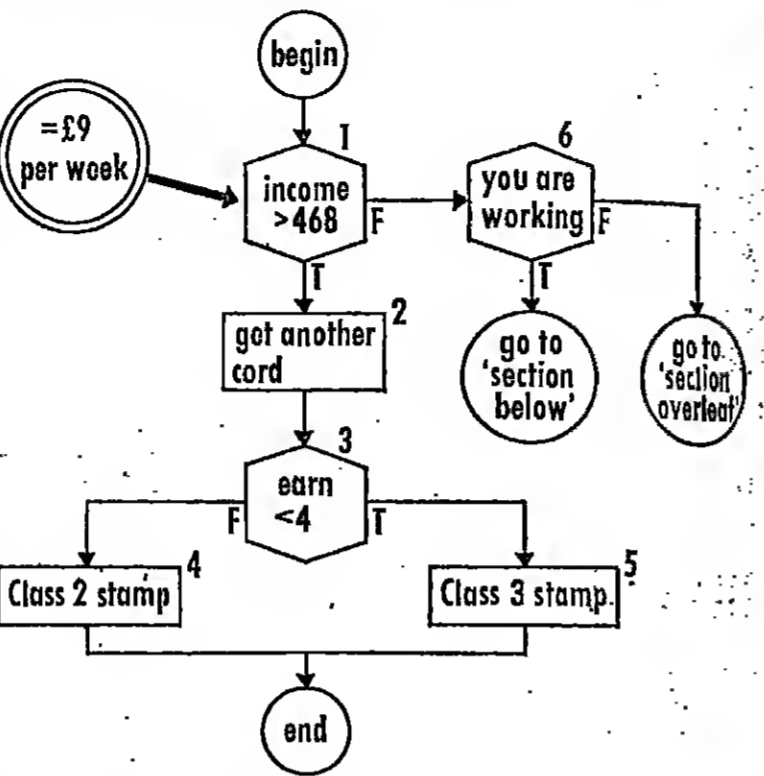 begin
=£9
per week
1
income
>468
F
T
6
you are
working
F
T
2
got another
cord
go to
'section
below'
go to
'section
overleaf'
3
earn
<4
F
T
4
Class 2 stamp
5
Class 3 stamp
end